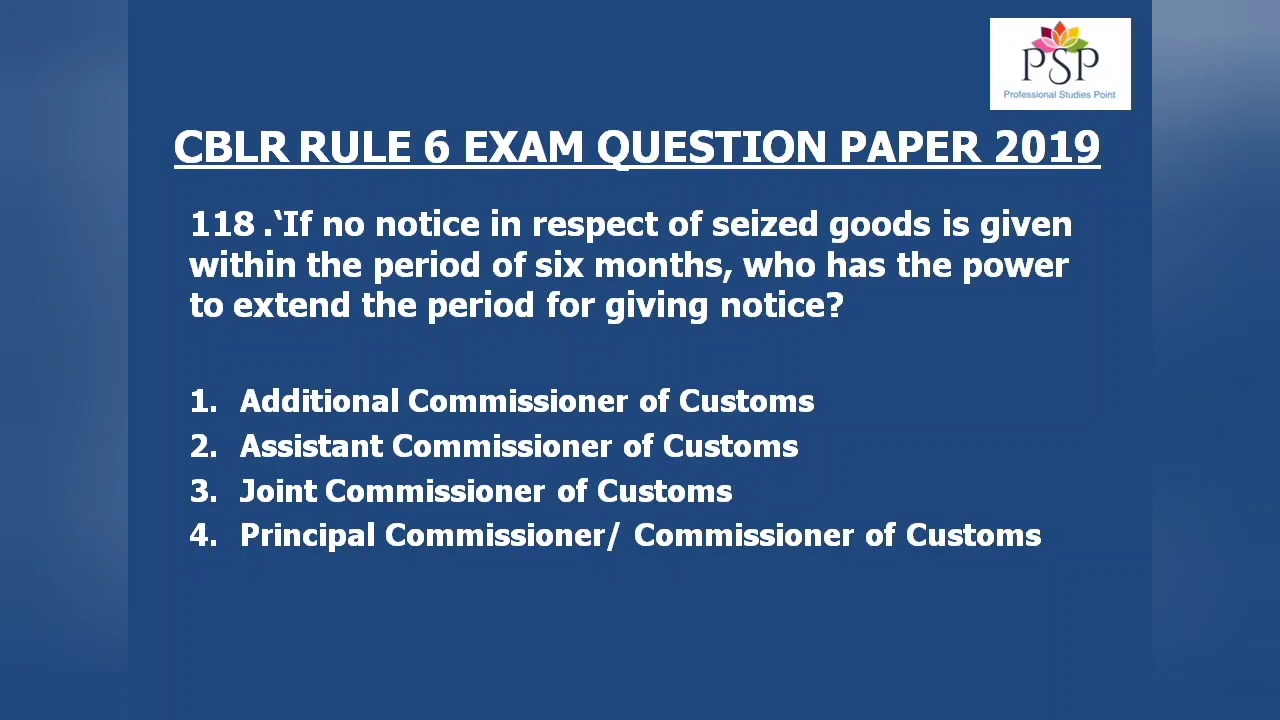 PSP
Professional Studies Point
CBLR RULE 6 EXAM QUESTION PAPER 2019
118 .‘If no notice in respect of seized goods is given
within the period of six months, who has the power
to extend the period for giving notice?
1. Additional Commissioner of Customs
2. Assistant Commissioner of Customs
3. Joint Commissioner of Customs
4. Principal Commissioner/ Commissioner of Customs